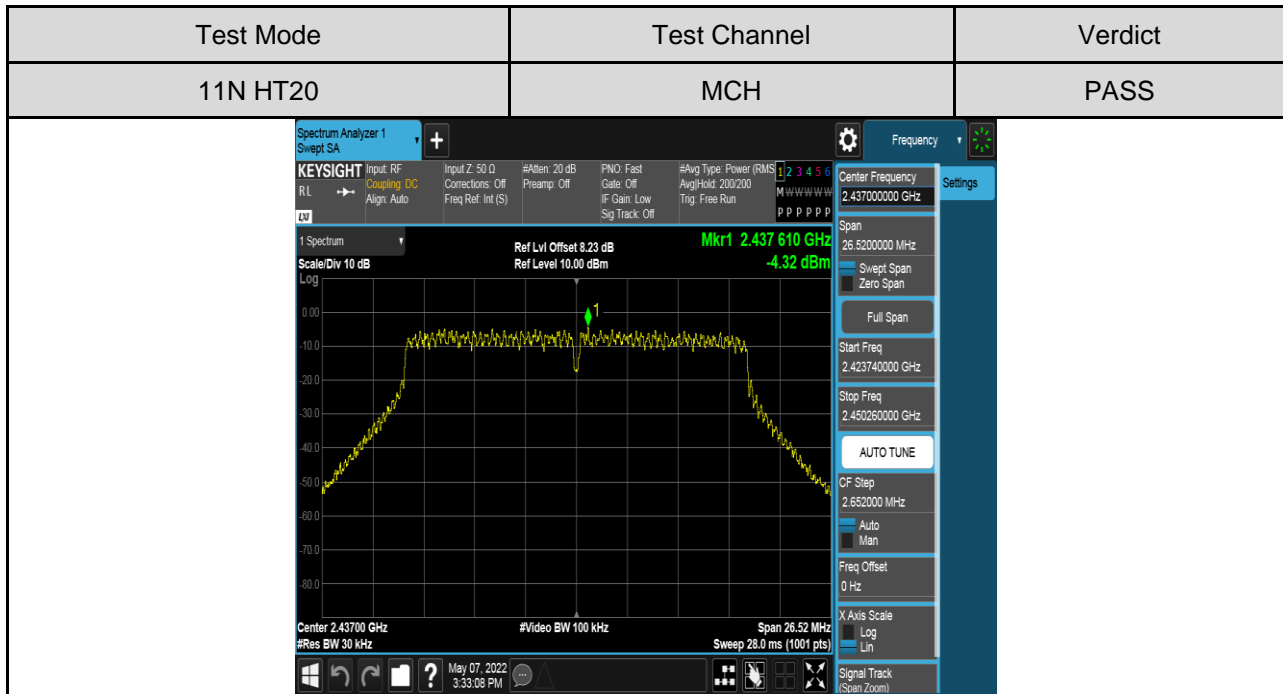 Test Mode
Test Channel
Verdict
11N HT20
MCH
PASS
Spectrum Analyzer 1
Swept SA
+
Frequency
KEYSIGHT
RL
LXI
Input: RF
Coupling: DC
Align: Auto
Input Z: 50 Ω
Corrections: Off
Freq Ref: Int (S)
#Atten: 20 dB
Preamp: Off
PNO: Fast
Gate: Off
IF Gain: Low
Sig Track: Off
#Avg Type: Power (RMS
Avg|Hold: 200/200
Trig: Free Run
1 2 3 4 5 6
M W W W W W
P P P P P P
1 Spectrum
Scale/Div 10 dB
Ref Lvl Offset 8.23 dB
Ref Level 10.00 dBm
Mkr1 2.437 610 GHz
-4.32 dBm
Log
1
0.00
-10.0
-20.0
-30.0
-40.0
-50.0
-60.0
-70.0
-80.0
Center 2.43700 GHz
#Res BW 30 kHz
#Video BW 100 kHz
Span 26.52 MHz
Sweep 28.0 ms (1001 pts)
Center Frequency
2.437000000 GHz
Settings
Span
26.5200000 MHz
Swept Span
Zero Span
Full Span
Start Freq
2.423740000 GHz
Stop Freq
2.450260000 GHz
AUTO TUNE
CF Step
2.652000 MHz
Auto
Man
Freq Offset
0 Hz
X Axis Scale
Log
Lin
Signal Track
(Span Zoom)
?
May 07, 2022
3:33:08 PM